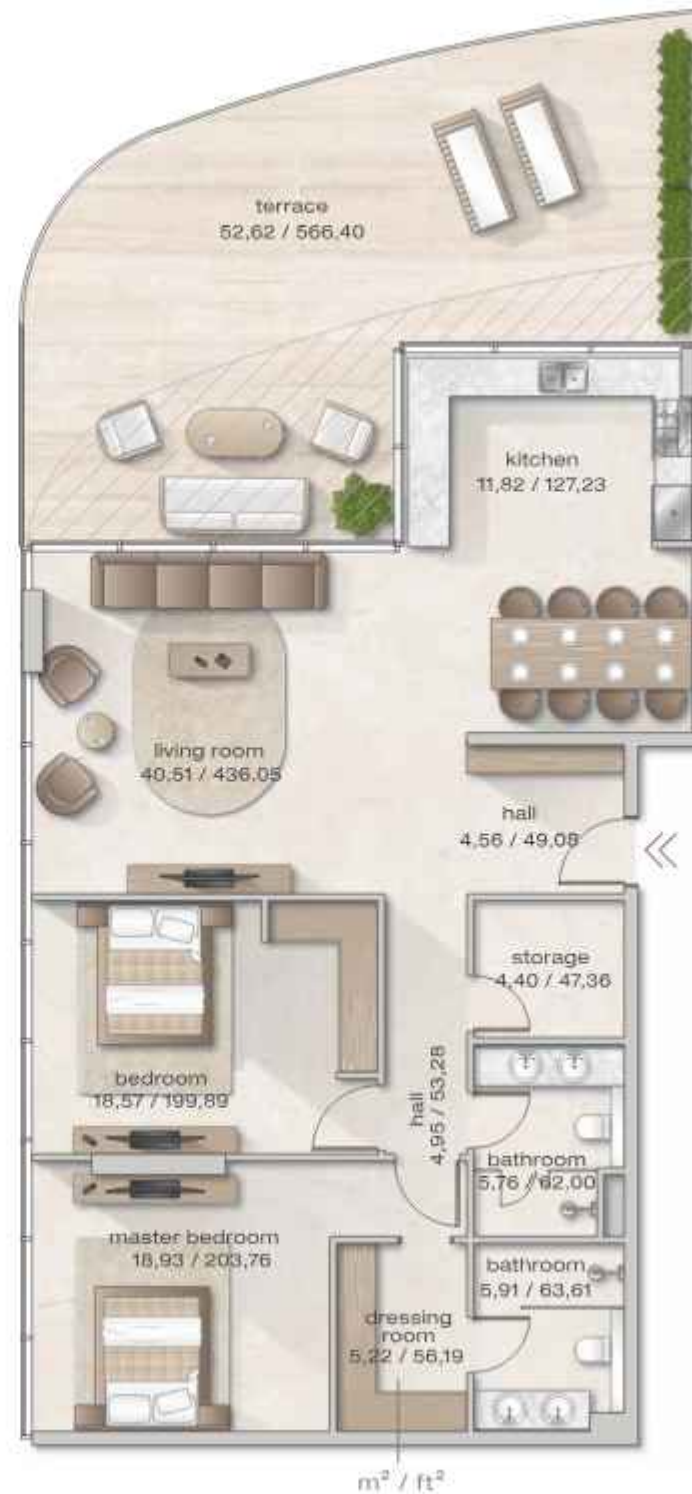 terrace
52,62 / 566,40
kitchen
11,82 / 127,23
living room
40,51 / 436,05
hall
4,56 / 49,08
storage
4,40 / 47,36
hall
4,95 / 53,28
bedroom
18,57 / 199,89
bathroom
5,76 / 62,00
master bedroom
18,93 / 203,76
bathroom
5,91 / 63,61
dressing
room
5,22 / 56,19
m² / ft²